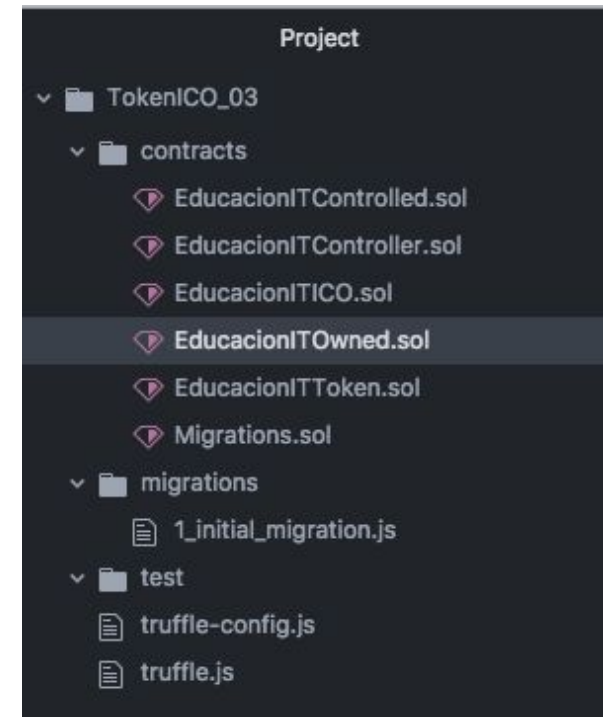 Project
TokenICO_03
contracts
EducacionITControlled.sol
EducacionITController.sol
EducacionITICO.sol
EducacionITOwned.sol
EducacionITToken.sol
Migrations.sol
migrations
1_initial_migration.js
test
truffle-config.js
truffle.js